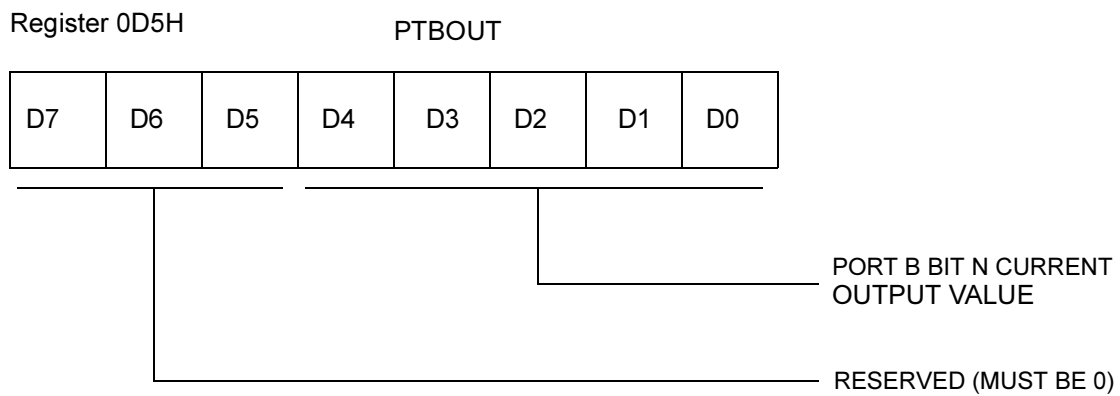 Register 0D5H
PTBOUT
D7 D6 D5 D4 D3 D2 D1 D0
PORT B BIT N CURRENT
OUTPUT VALUE
RESERVED (MUST BE 0)